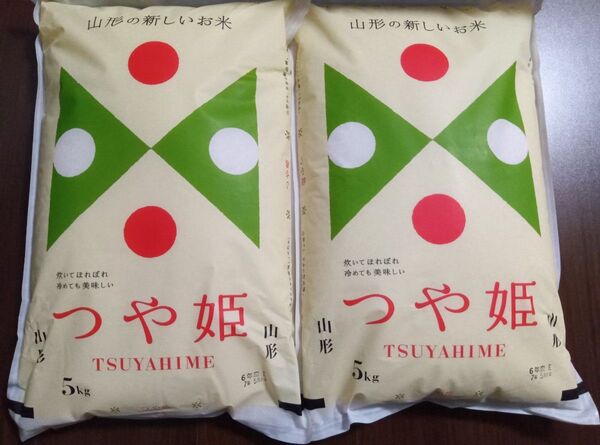 山形の新しいお米
炊いてほれぼれ
冷めても美味しい
つや姫
山形
TSUYAHIME
5kg
山形の新しいお米
炊いてほれぼれ
冷めても美味しい
つや姫
山形
TSUYAHIME
5kg